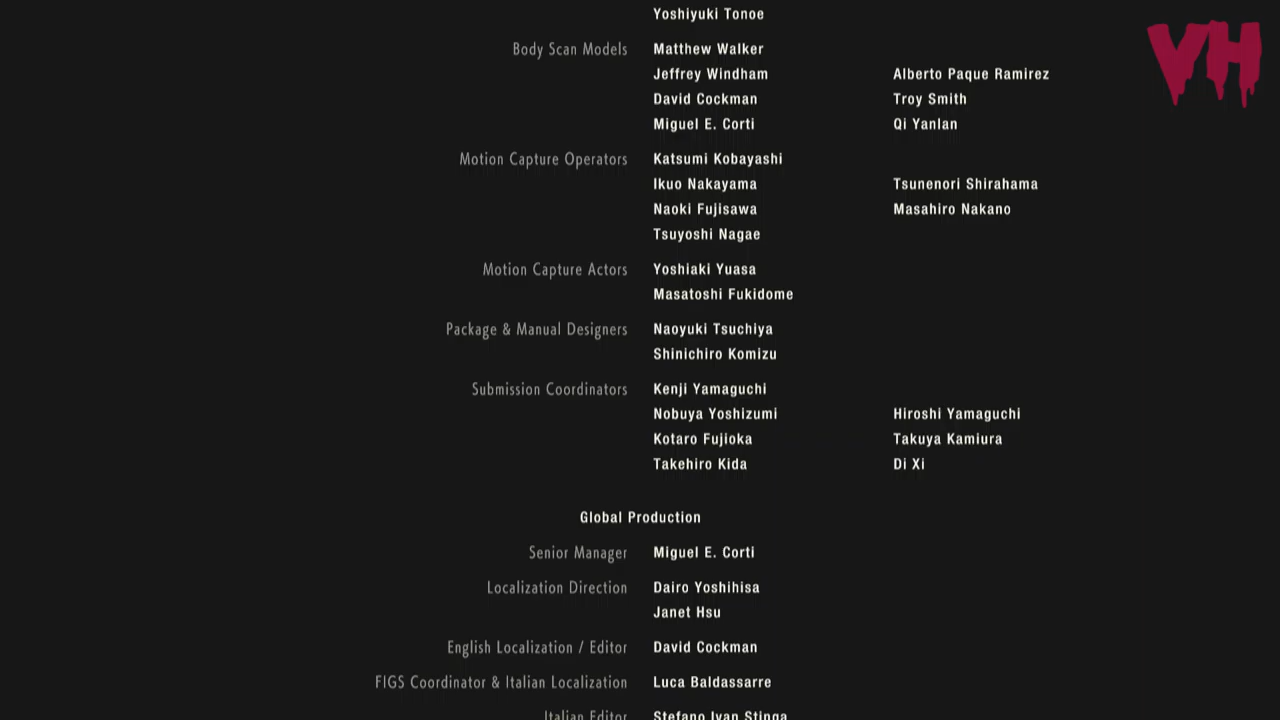 Yoshiyuki Tonoe
VH
Body Scan Models Matthew Walker
Jeffrey Windham Alberto Paque Ramirez
David Cockman Troy Smith
Miguel E. Corti Qi Yanlan
Motion Capture Operators Katsumi Kobayashi
Ikuo Nakayama Tsunenori Shirahama
Naoki Fujisawa Masahiro Nakano
Tsuyoshi Nagae
Motion Capture Actors Yoshiaki Yuasa
Masatoshi Fukidome
Package & Manual Designers Naoyuki Tsuchiya
Shinichiro Komizu
Submission Coordinators Kenji Yamaguchi
Nobuya Yoshizumi Hiroshi Yamaguchi
Kotaro Fujioka Takuya Kamiura
Takehiro Kida Di Xi
Global Production
Senior Manager Miguel E. Corti
Localization Direction Dairo Yoshihisa
Janet Hsu
English Localization / Editor David Cockman
FIGS Coordinator & Italian Localization Luca Baldassarre
Italian Editor Stefano Ivan Stinga